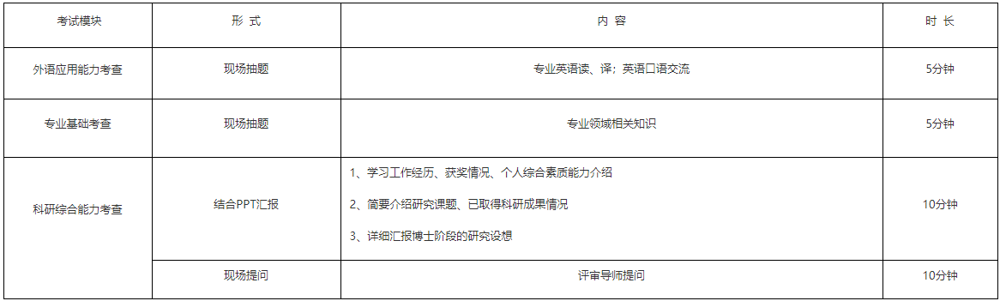 考试模块
形 式
内 容
时 长
外语应用能力考查
现场抽题
专业英语读、译；英语口语交流
5分钟
专业基础考查
现场抽题
专业领域相关知识
5分钟
科研综合能力考查
结合PPT汇报
1、学习工作经历、获奖情况、个人综合素质能力介绍
2、简要介绍研究课题、已取得科研成果情况
3、详细汇报博士阶段的研究设想
10分钟
现场提问
评审导师提问
10分钟